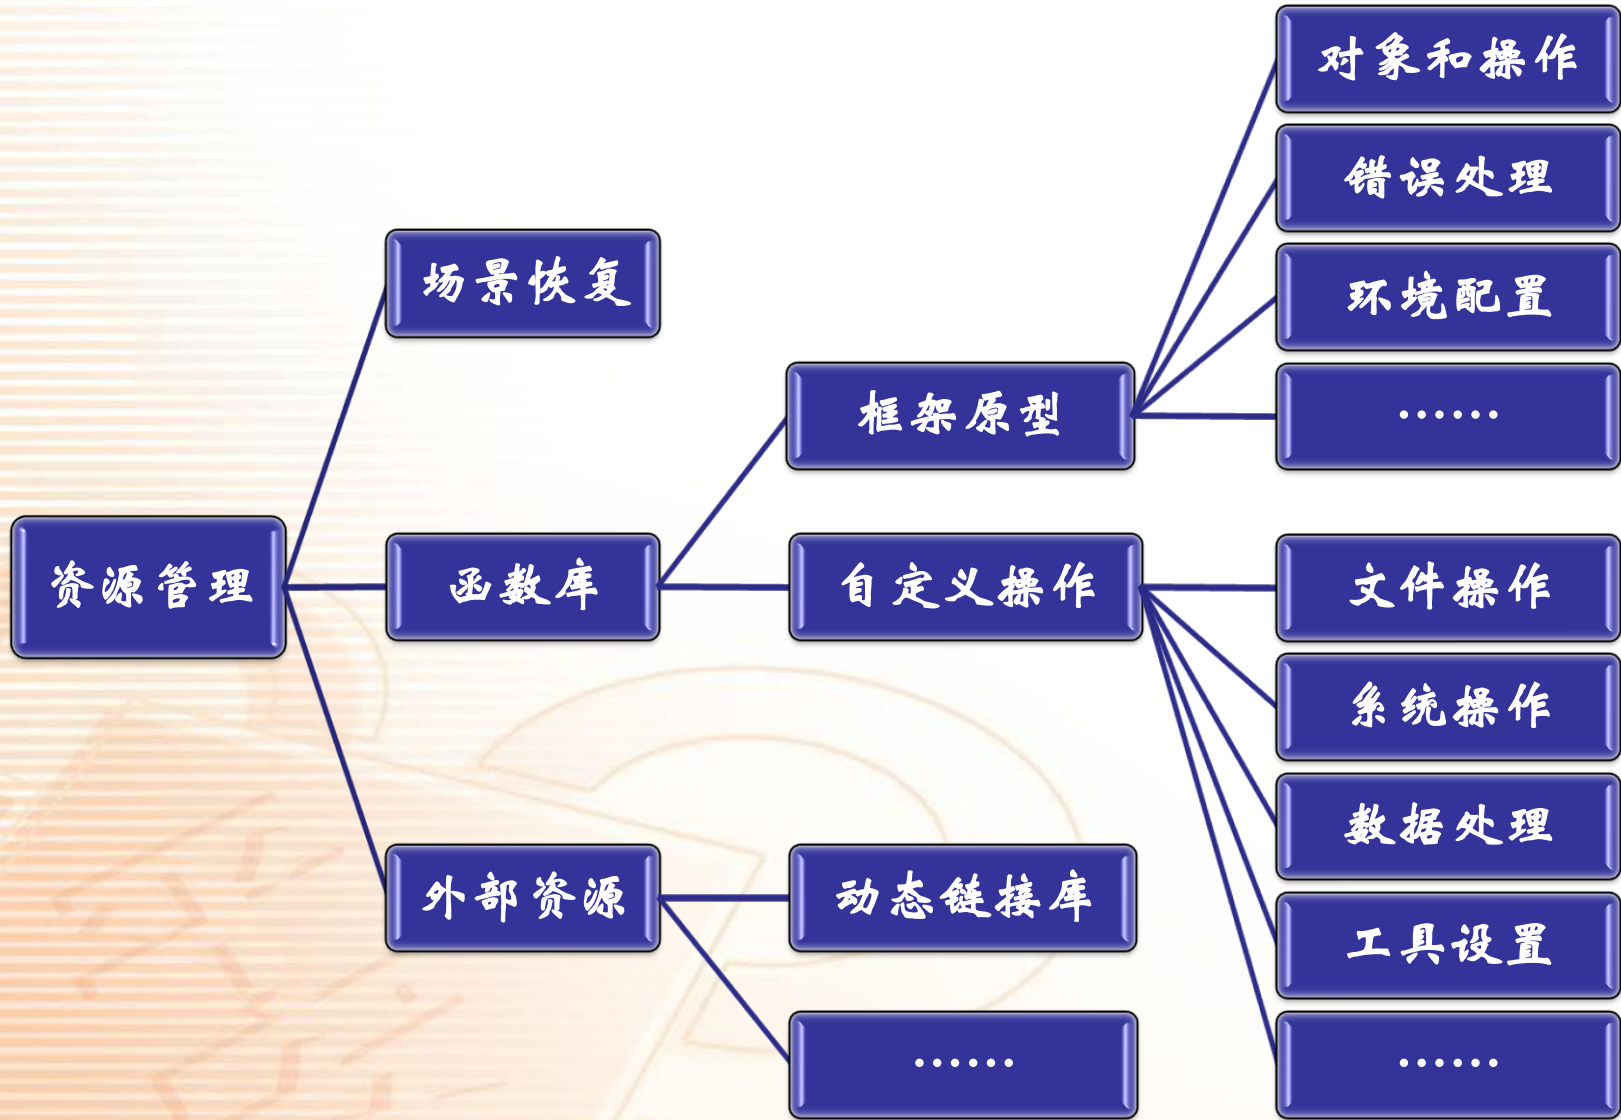 资源管理
场景恢复
函数库
外部资源
框架原型
自定义操作
动态链接库
……
对象和操作
错误处理
环境配置
……
文件操作
系统操作
数据处理
工具设置
……